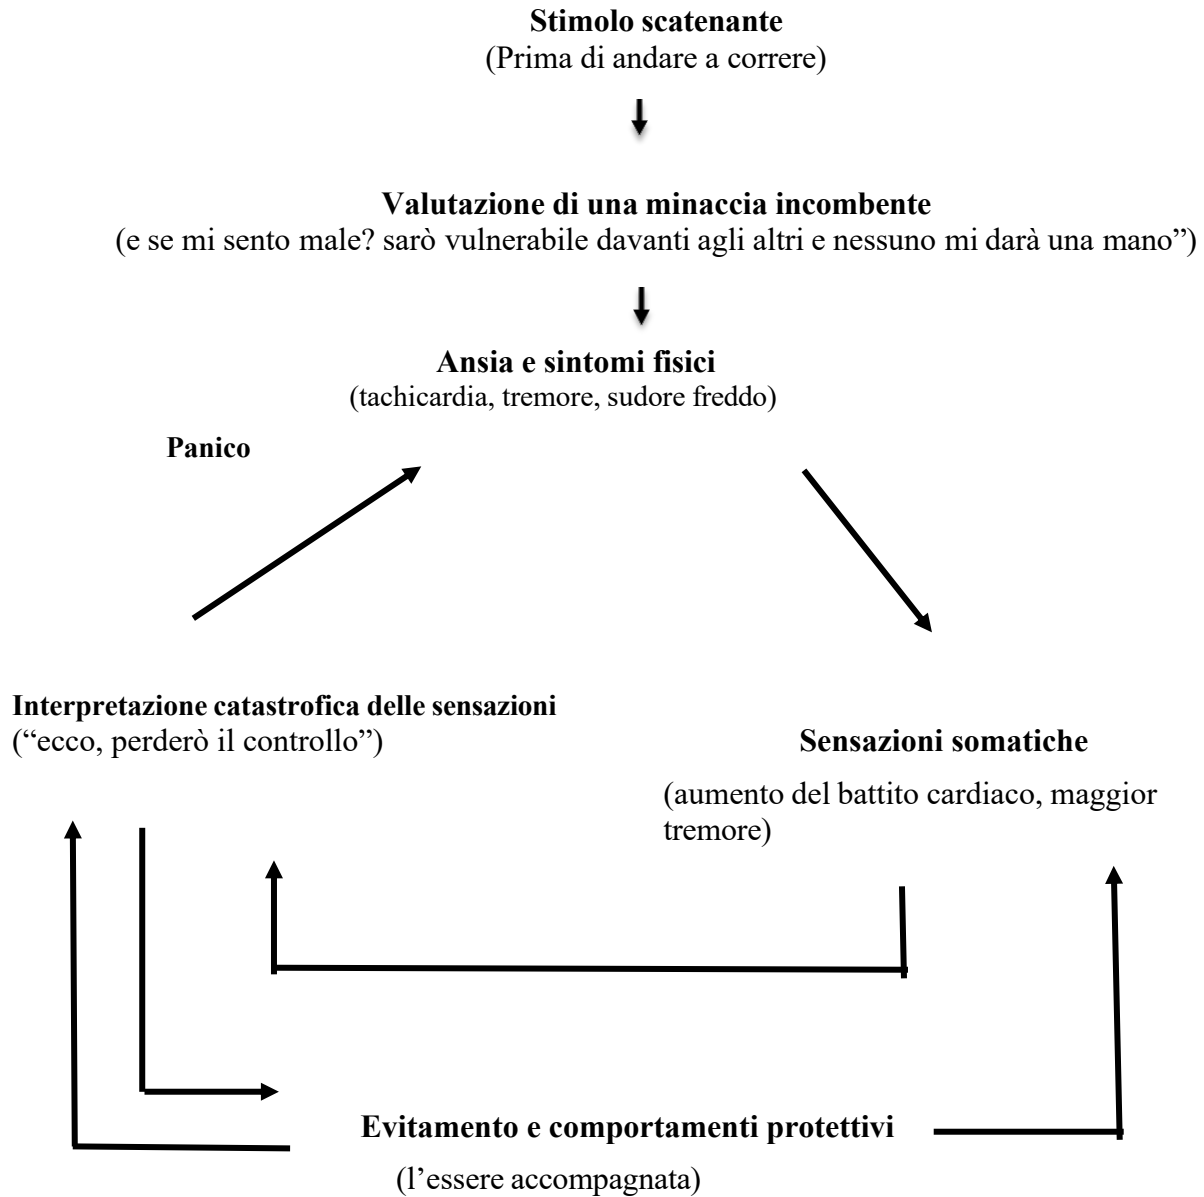 Stimolo scatenante
(Prima di andare a correre)
Valutazione di una minaccia incombente
(e se mi sento male? sarò vulnerabile davanti agli altri e nessuno mi darà una mano”)
Ansia e sintomi fisici
(tachicardia, tremore, sudore freddo)
Panico
Interpretazione catastrofica delle sensazioni
(“ecco, perderò il controllo”)
Sensazioni somatiche
(aumento del battito cardiaco, maggior
tremore)
Evitamento e comportamenti protettivi
(l’essere accompagnata)